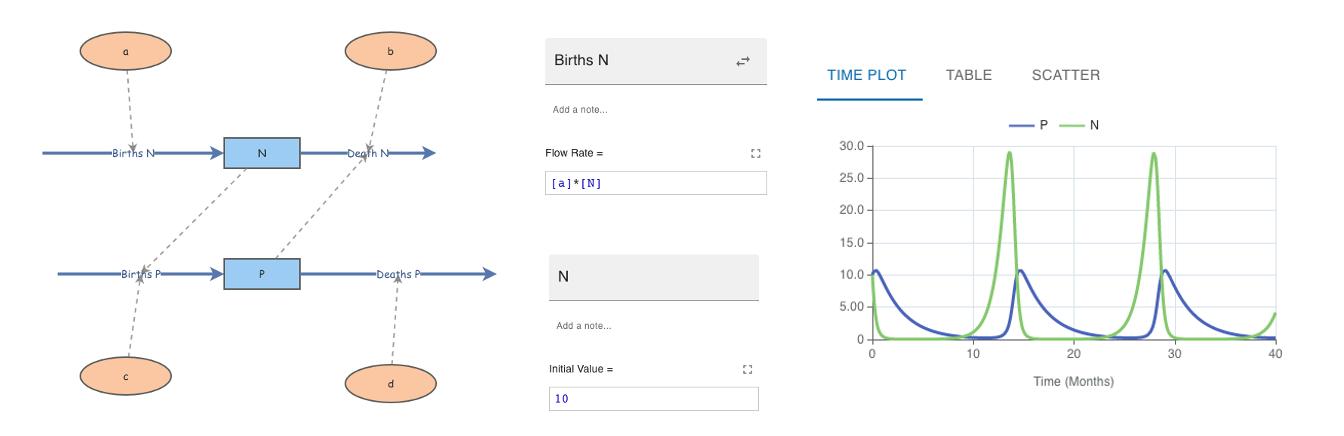 a
b
Births N
N
Death N
Births P
P
Deaths P
c
d
Births N
Add a note...
Flow Rate =
[a]*[N]
N
Add a note...
Initial Value =
10
TIME PLOT TABLE SCATTER
P N
30.0
25.0
20.0
15.0
10.0
5.00
0
0 10 20 30 40
Time (Months)